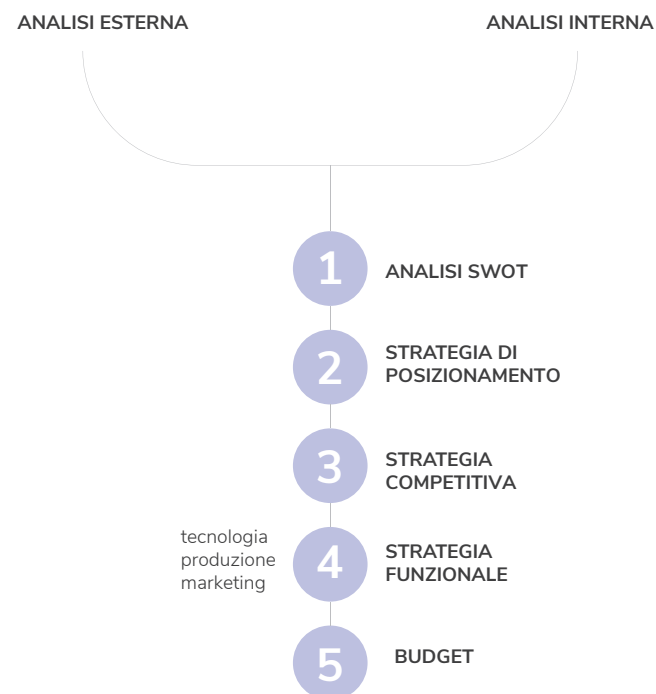 ANALISI ESTERNA
ANALISI INTERNA
1
ANALISI SWOT
2
STRATEGIA DI
POSIZIONAMENTO
3
STRATEGIA
COMPETITIVA
tecnologia
produzione
marketing
4
STRATEGIA
FUNZIONALE
5
BUDGET